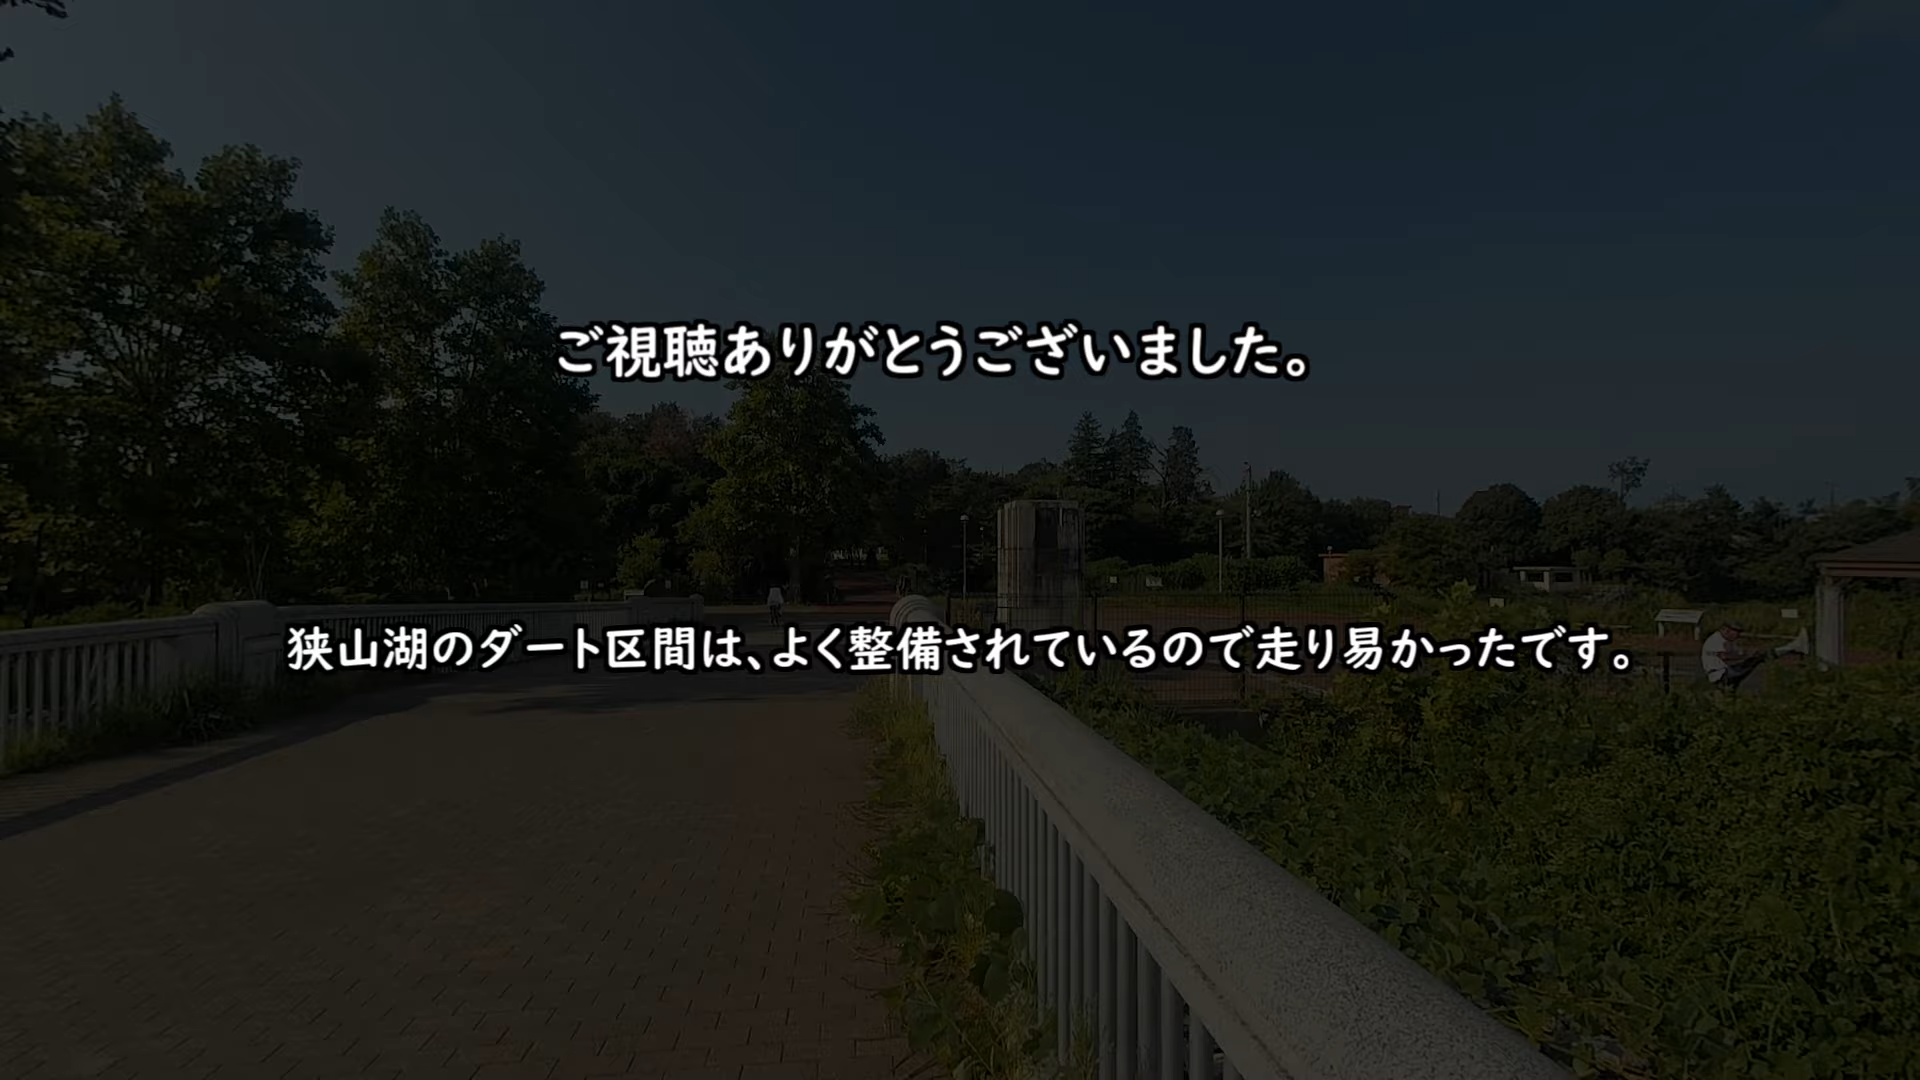 ご視聴ありがとうございました。
狭山湖のダート区間は、よく整備されているので走り易かったです。